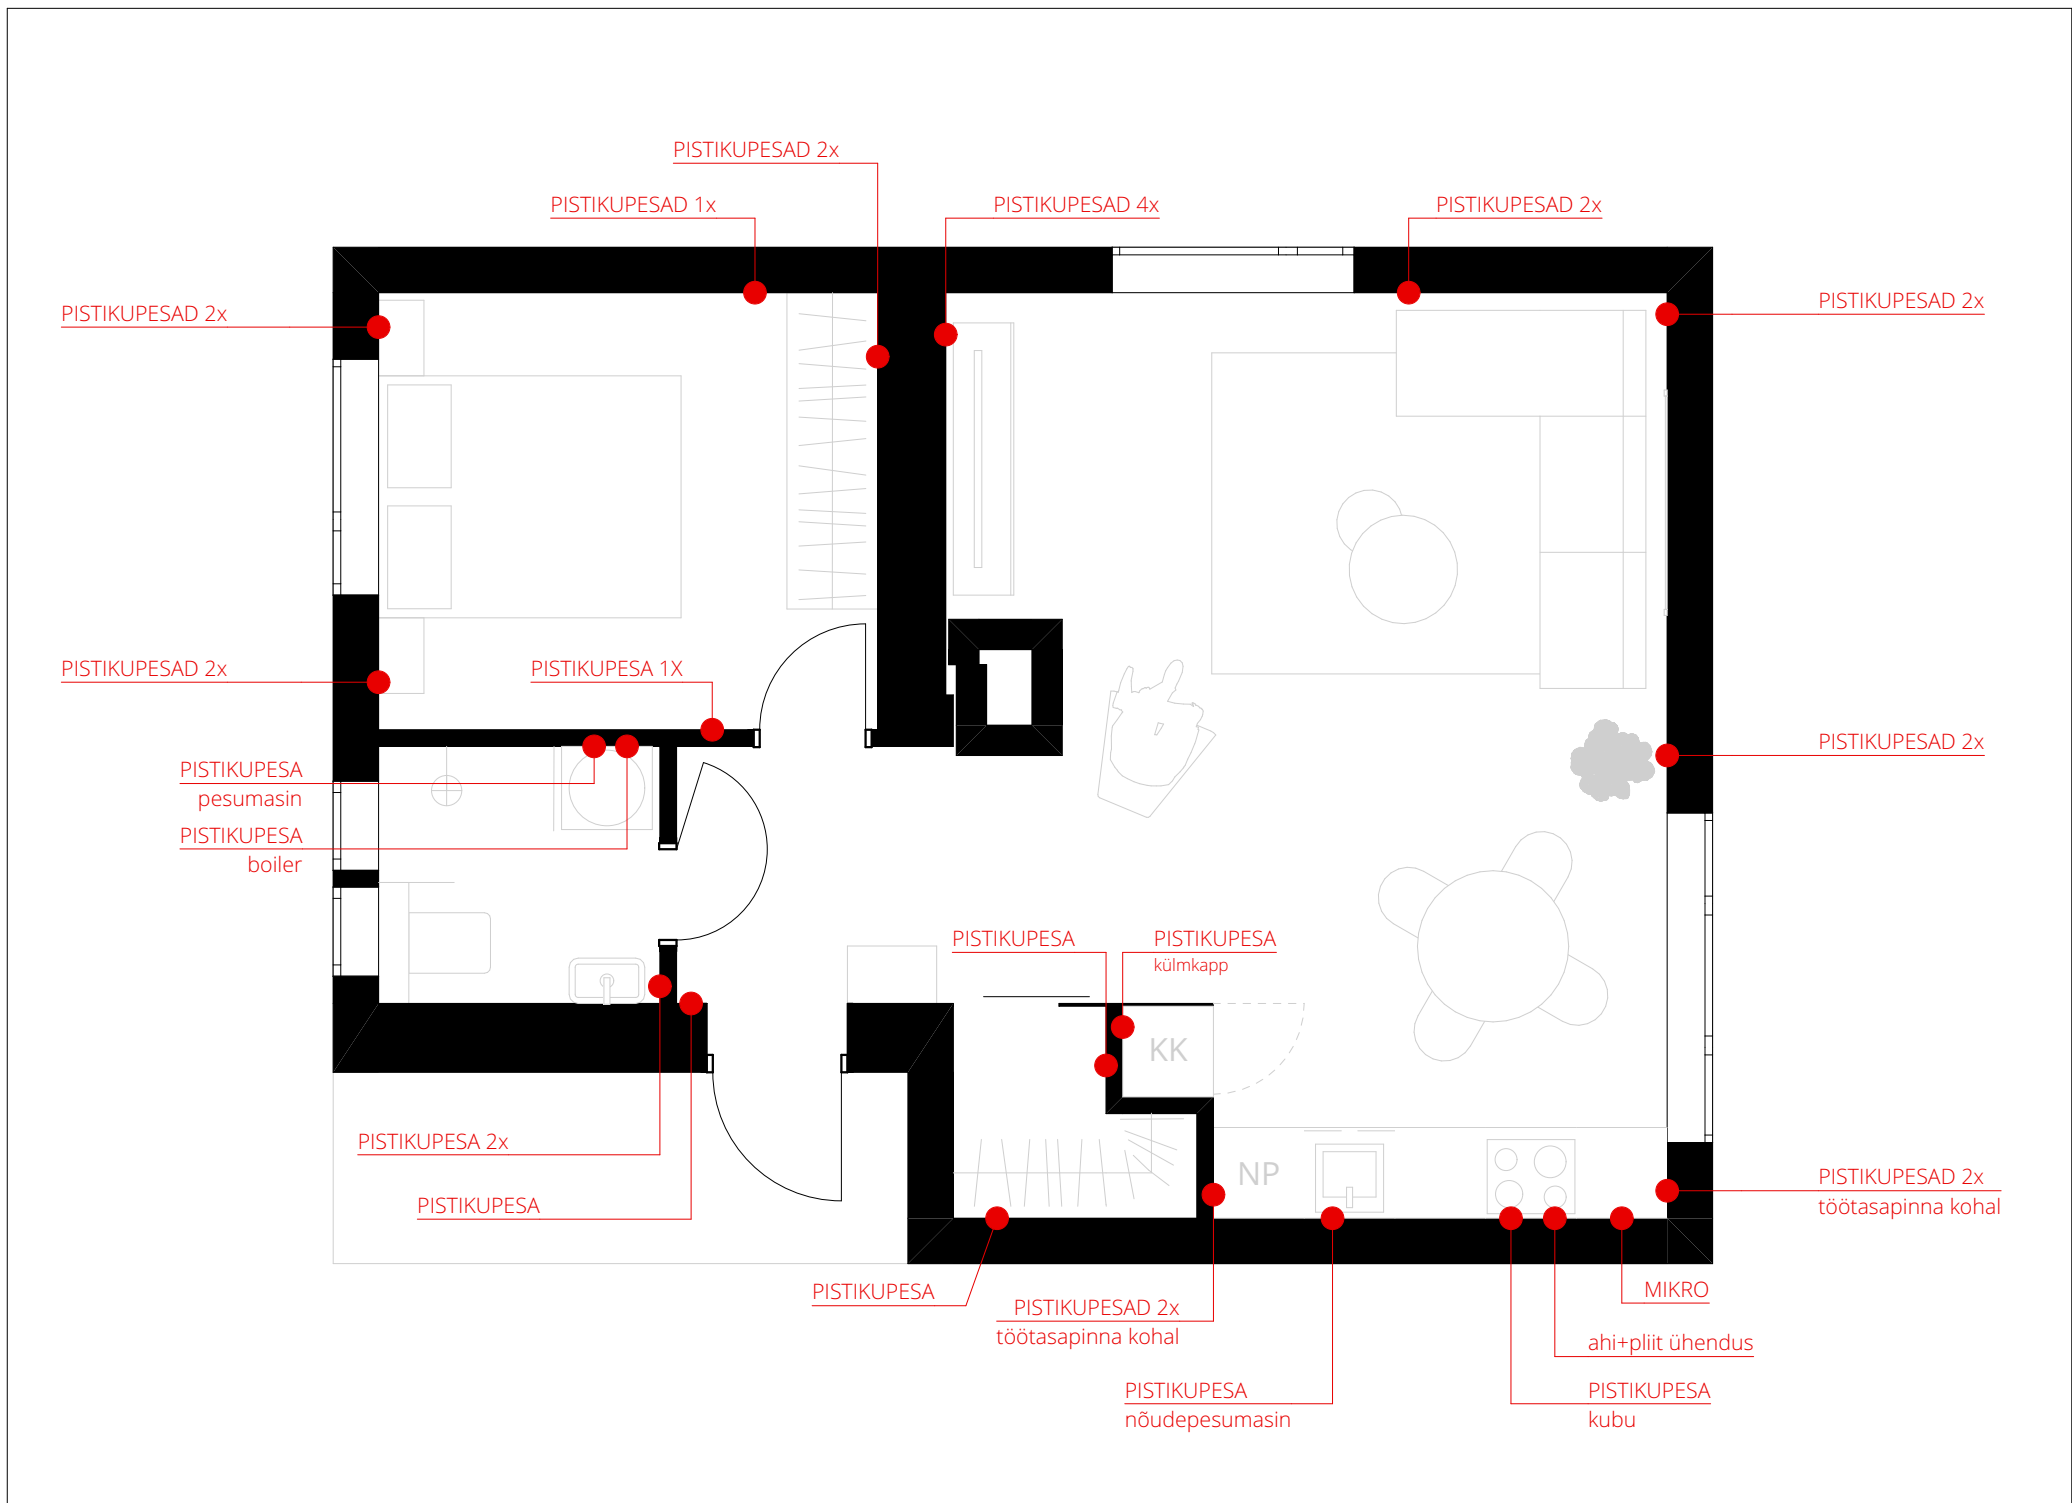 PISTIKUPESAD 2x
PISTIKUPESAD 1x
PISTIKUPESAD 4x
PISTIKUPESAD 2x
PISTIKUPESAD 2x
PISTIKUPESAD 2x
PISTIKUPESAD 2x
PISTIKUPESA 1X
PISTIKUPESAD 2x
PISTIKUPESA
pesumasin
PISTIKUPESA
boiler
PISTIKUPESA
PISTIKUPESA
külmkapp
KK
PISTIKUPESA 2x
NP
PISTIKUPESAD 2x
töötasapinna kohal
PISTIKUPESA
PISTIKUPESA
PISTIKUPESAD 2x
töötasapinna kohal
MIKRO
ahi+pliit ühendus
PISTIKUPESA
nõudepesumasin
PISTIKUPESA
kubu